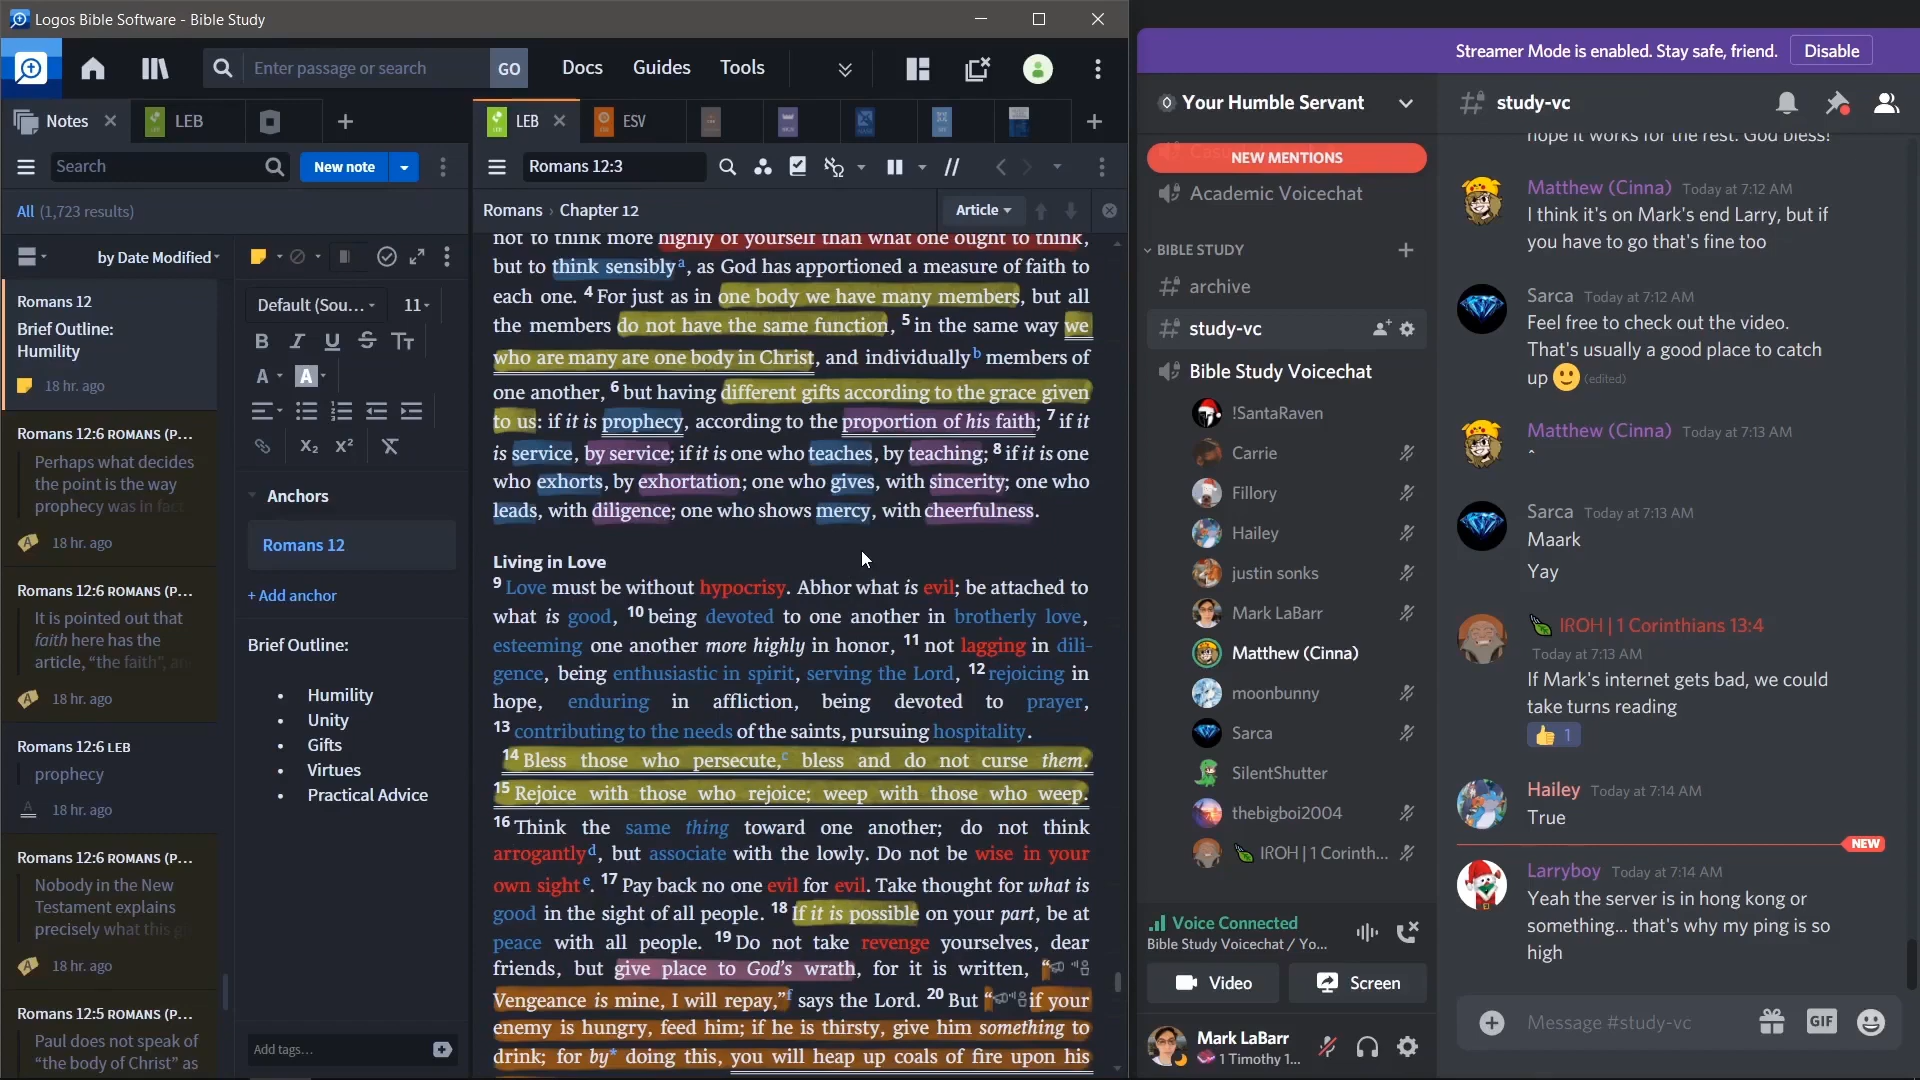 Logos Bible Software - Bible Study
Enter passage or search
GO
Docs
Guides
Tools
Notes
LEB
Search
New note
All (1,723 results)
by Date Modified
Romans 12
Brief Outline:
Humility
18 hr. ago
Romans 12:6 ROMANS (P...
Perhaps what decides
the point is the way
prophecy was in fac
18 hr. ago
Romans 12:6 ROMANS (P...
It is pointed out that
faith here has the
article, "the faith", an
18 hr. ago
Romans 12:6 LEB
prophecy
18 hr. ago
Romans 12:6 ROMANS (P...
Nobody in the New
Testament explains
precisely what this g
18 hr. ago
Romans 12:5 ROMANS (P...
Paul does not speak of
"the body of Christ" as
Default (Sou...
11
Anchors
Romans 12
+ Add anchor
Brief Outline:
• Humility
• Unity
• Gifts
• Virtues
• Practical Advice
Add tags...
LEB
ESV
Romans 12:3
Romans › Chapter 12
Article
not to think more highly of yourself than what one ought to think,
but to think sensibly a, as God has apportioned a measure of faith to
each one. 4 For just as in one body we have many members, but all
the members do not have the same function, 5 in the same way we
who are many are one body in Christ, and individually b members of
one another, 6 but having different gifts according to the grace given
to us: if it is prophecy, according to the proportion of his faith; 7 if it
is service, by service; if it is one who teaches, by teaching; 8 if it is one
who exhorts, by exhortation; one who gives, with sincerity; one who
leads, with diligence; one who shows mercy, with cheerfulness.
Living in Love
9 Love must be without hypocrisy. Abhor what is evil; be attached to
what is good, 10 being devoted to one another in brotherly love,
esteeming one another more highly in honor, 11 not lagging in dili-
gence, being enthusiastic in spirit, serving the Lord, 12 rejoicing in
hope, enduring in affliction, being devoted to prayer,
13 contributing to the needs of the saints, pursuing hospitality.
14 Bless those who persecute, c bless and do not curse them.
15 Rejoice with those who rejoice; weep with those who weep.
16 Think the same thing toward one another; do not think
arrogantly d, but associate with the lowly. Do not be wise in your
own sight e. 17 Pay back no one evil for evil. Take thought for what is
good in the sight of all people. 18 If it is possible on your part, be at
peace with all people. 19 Do not take revenge yourselves, dear
friends, but give place to God's wrath, for it is written, "
Vengeance is mine, I will repay," f says the Lord. 20 But "if your
enemy is hungry, feed him; if he is thirsty, give him something to
drink; for by* doing this, you will heap up coals of fire upon his
Streamer Mode is enabled. Stay safe, friend.
Disable
Your Humble Servant
NEW MENTIONS
Academic Voicechat
BIBLE STUDY
archive
study-vc
Bible Study Voicechat
!SantaRaven
Carrie
Fillory
Hailey
justin sonks
Mark LaBarr
Matthew (Cinna)
moonbunny
Sarca
SilentShutter
thebigboi2004
IROH | 1 Corinth...
Voice Connected
Bible Study Voicechat / Yo...
Video
Screen
Mark LaBarr
1 Timothy 1...
study-vc
hope it works for the rest. God bless!
Matthew (Cinna) Today at 7:12 AM
I think it's on Mark's end Larry, but if
you have to go that's fine too
Sarca Today at 7:12 AM
Feel free to check out the video.
That's usually a good place to catch
up 🙂 (edited)
Matthew (Cinna) Today at 7:13 AM
^
Sarca Today at 7:13 AM
Maark
Yay
IROH | 1 Corinthians 13:4
Today at 7:13 AM
If Mark's internet gets bad, we could
take turns reading
👍 1
Hailey Today at 7:14 AM
True
NEW
Larryboy Today at 7:14 AM
Yeah the server is in hong kong or
something... that's why my ping is so
high
Message #study-vc
GIF